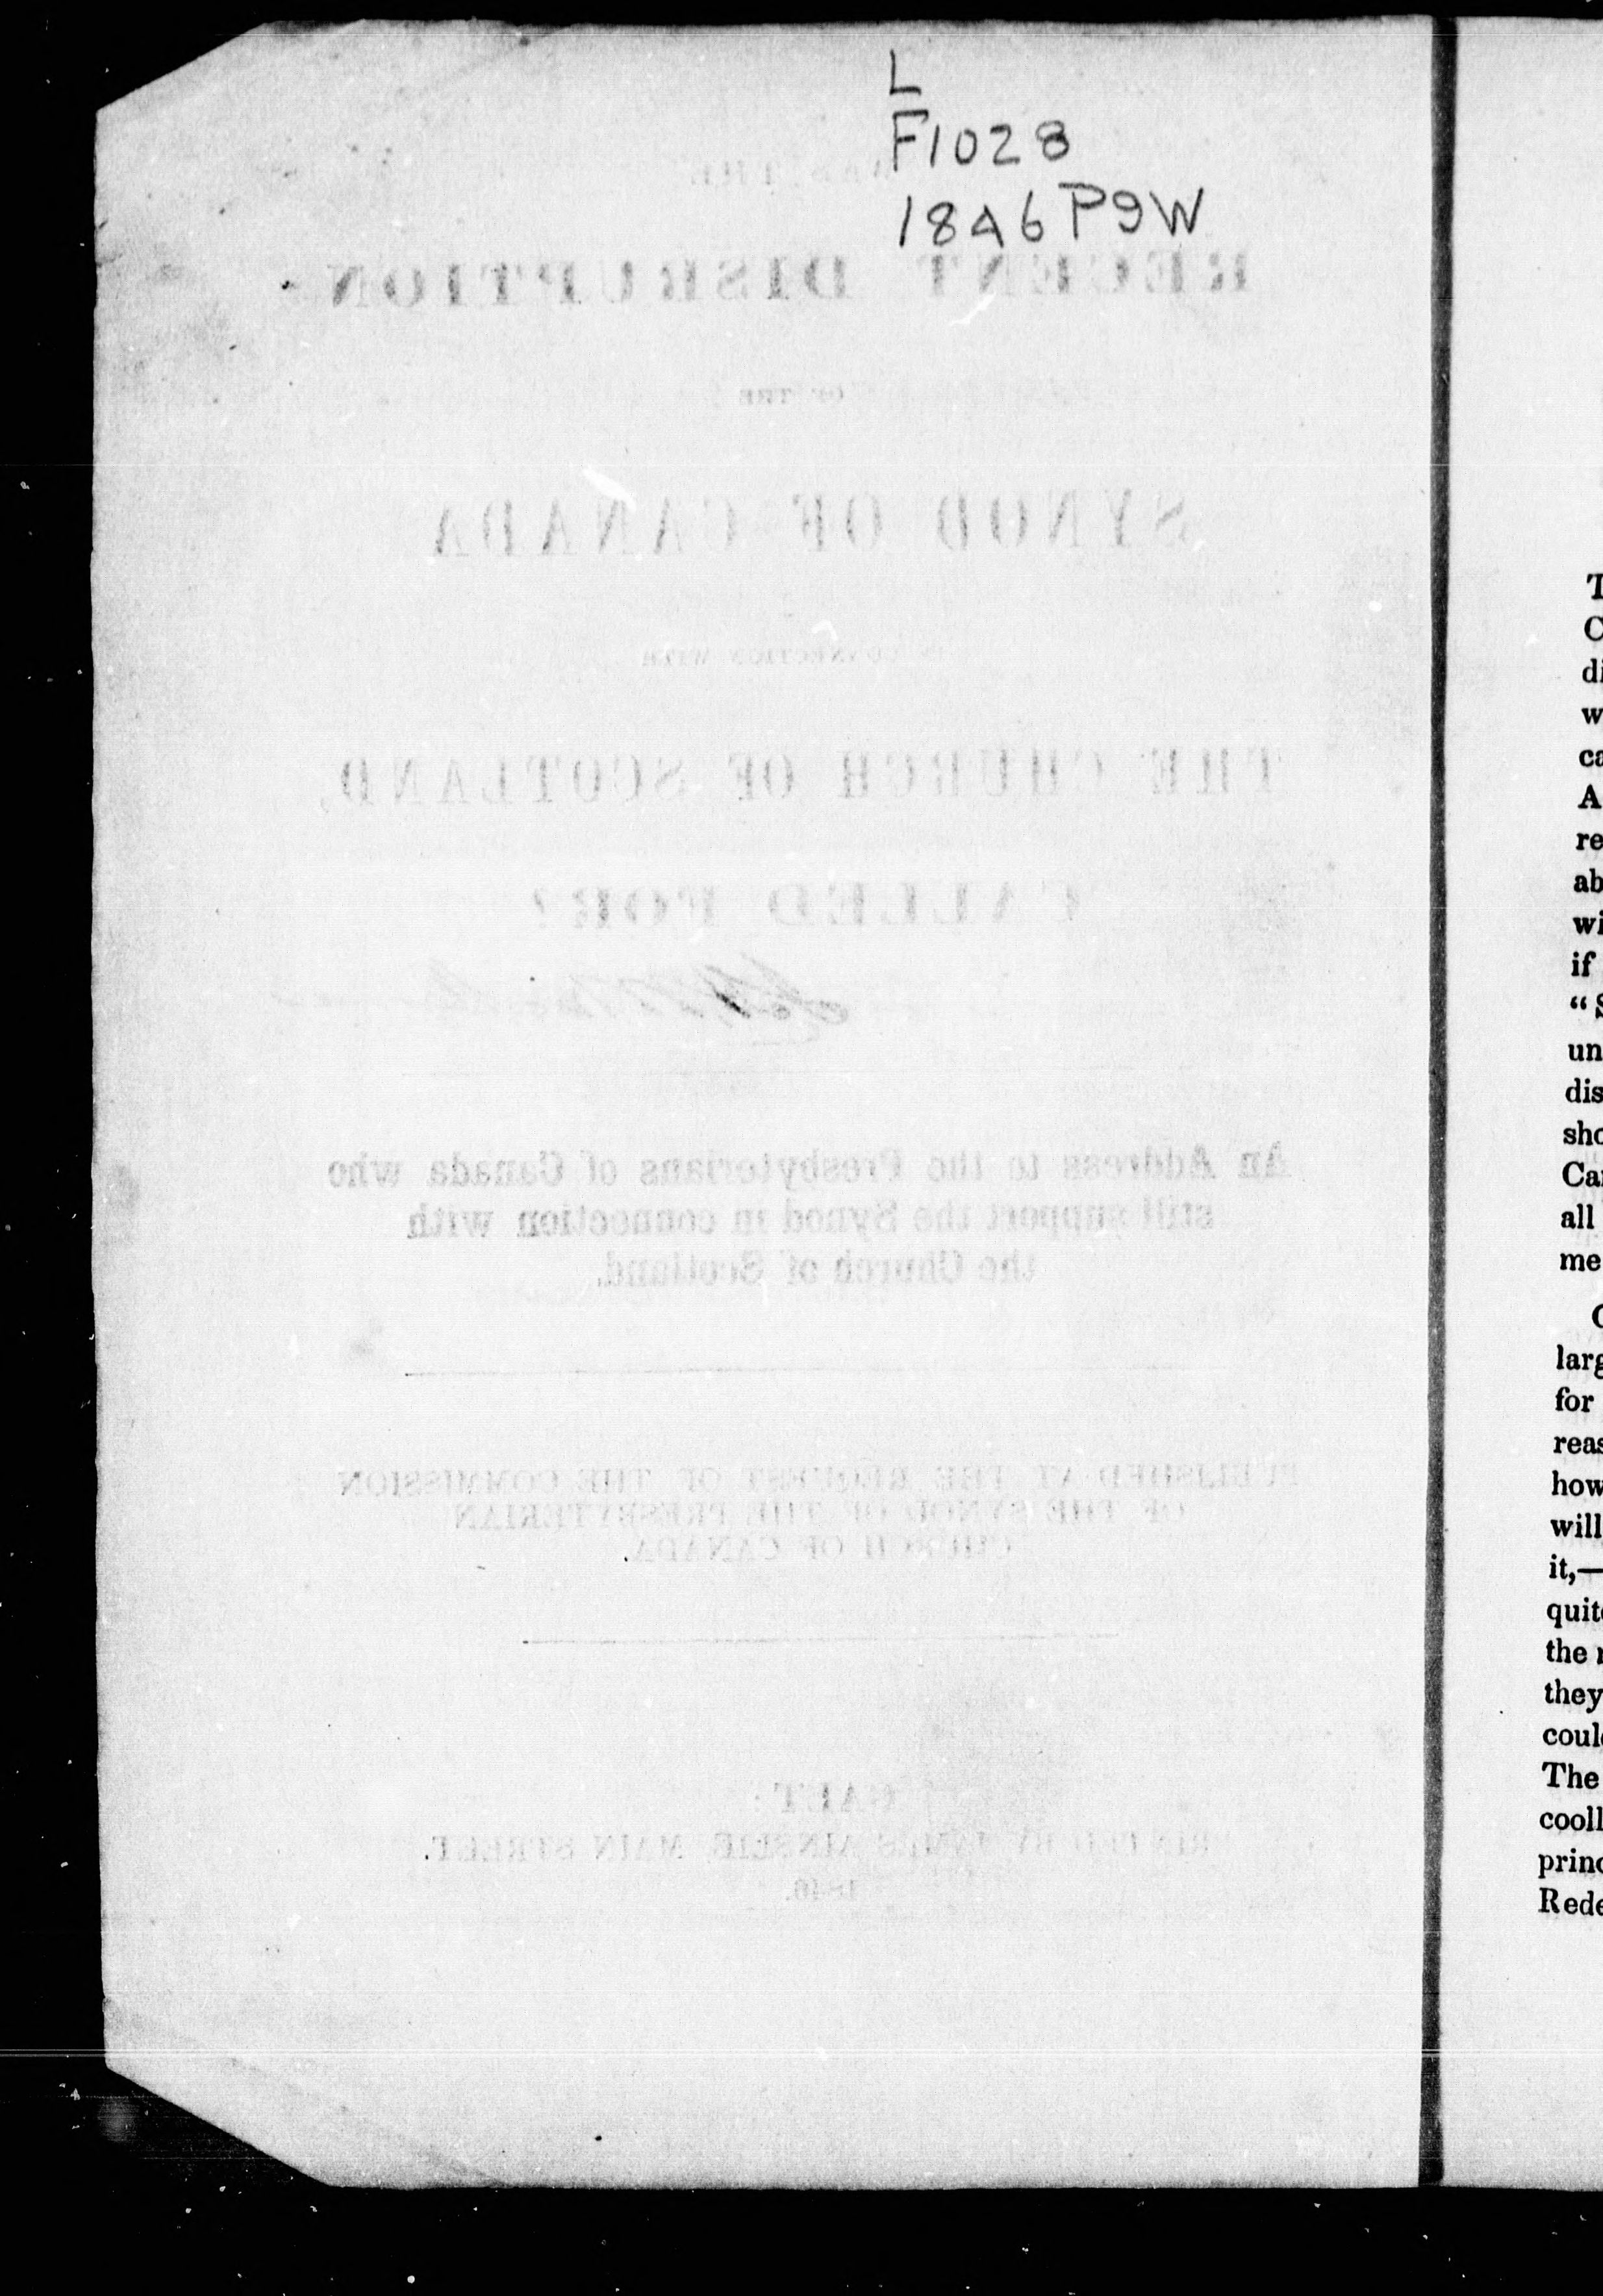 L
F1028
1846 P9W
WAS THE
RECENT DISRUPTION
OF THE
SYNOD OF CANADA
IN CONNECTION WITH
THE CHURCH OF SCOTLAND,
CALLED FOR?
An Address to the Presbyterians of Canada who
still support the Synod in connection with
the Church of Scotland.
PUBLISHED AT THE REQUEST OF THE COMMISSION
OF THE SYNOD OF THE PRESBYTERIAN
CHURCH OF CANADA.
GALT:
PRINTED BY JAMES AINSLIE, MAIN STREET.
1846.
T
C
di
w
ca
A
re
ab
wi
if
"S
un
dis
sho
Can
all
me
C
larg
for
reas
how
will
it,—
quite
the
they
coul
The
cooll
princ
Rede